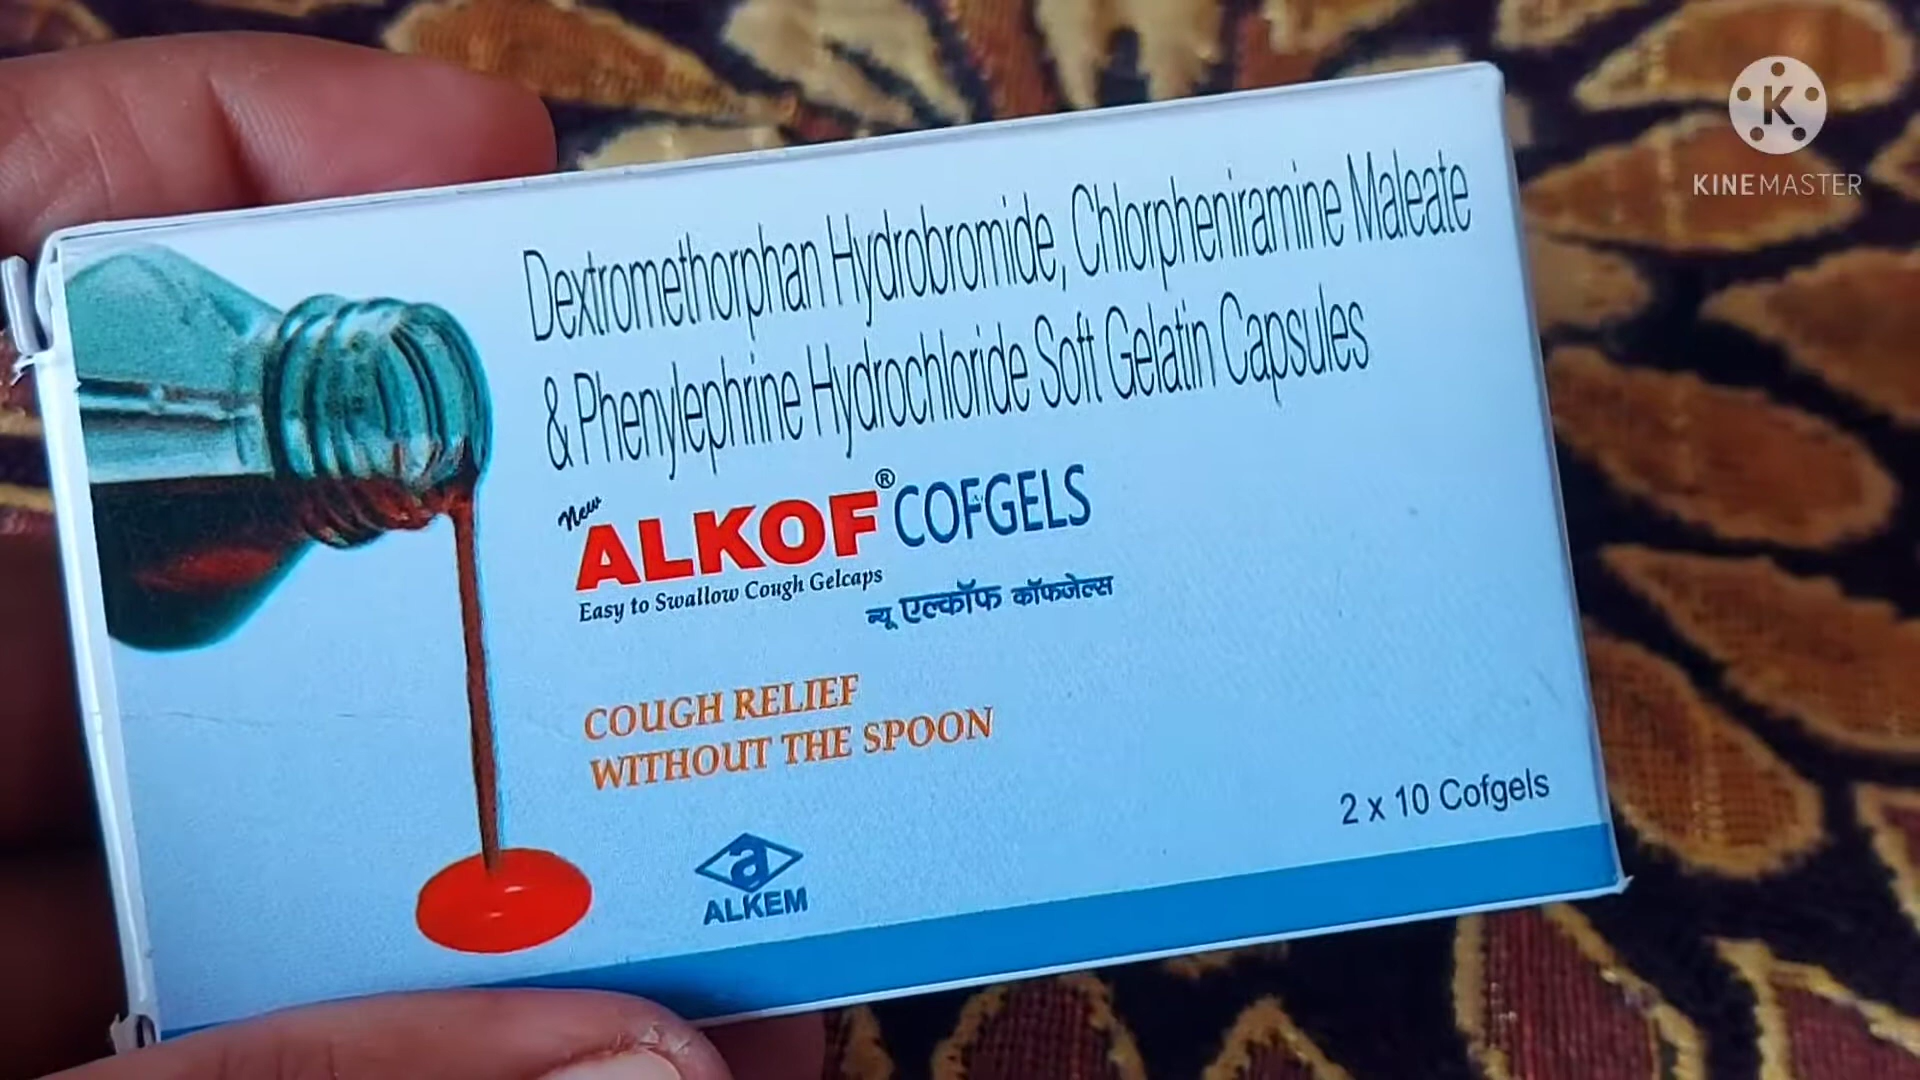 Dextromethorphan Hydrobromide, Chlorpheniramine Maleate
& Phenylephrine Hydrochloride Soft Gelatin Capsules
New ALKOF® COFGELS
Easy to Swallow Cough Gelcaps
न्यू एल्कॉफ कॉफजेल्स
COUGH RELIEF
WITHOUT THE SPOON
2 x 10 Cofgels
a
ALKEM
K
KINEMASTER